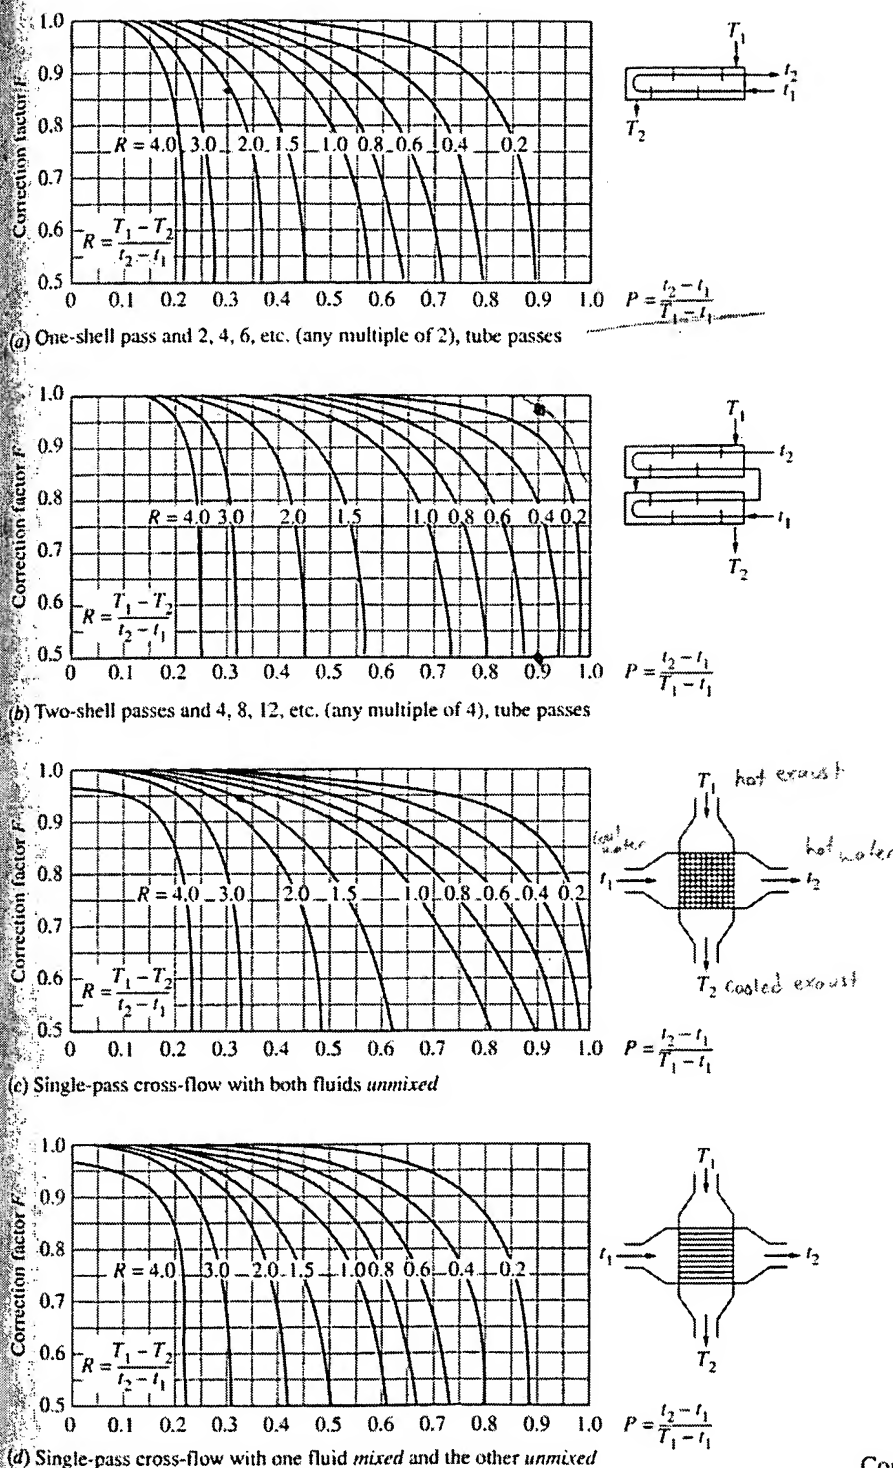 Correction factor F
1.0
0.9
0.8
0.7
0.6
0.5
R = 4.0 3.0 2.0 1.5 1.0 0.8 0.6 0.4 0.2
R = T1 − T2 / t2 − t1
0 0.1 0.2 0.3 0.4 0.5 0.6 0.7 0.8 0.9 1.0
P = t2 − t1 / T1 − t1
T1
t2
t1
T2
(a) One-shell pass and 2, 4, 6, etc. (any multiple of 2), tube passes
Correction factor F
1.0
0.9
0.8
0.7
0.6
0.5
R = 4.0 3.0 2.0 1.5 1.0 0.8 0.6 0.4 0.2
R = T1 − T2 / t2 − t1
0 0.1 0.2 0.3 0.4 0.5 0.6 0.7 0.8 0.9 1.0
P = t2 − t1 / T1 − t1
T1
t2
t1
T2
(b) Two-shell passes and 4, 8, 12, etc. (any multiple of 4), tube passes
Correction factor F
1.0
0.9
0.8
0.7
0.6
0.5
R = 4.0 3.0 2.0 1.5 1.0 0.8 0.6 0.4 0.2
R = T1 − T2 / t2 − t1
0 0.1 0.2 0.3 0.4 0.5 0.6 0.7 0.8 0.9 1.0
P = t2 − t1 / T1 − t1
T1 hot exaust
water
hot water
t1
t2
T2 cooled exaust
(c) Single-pass cross-flow with both fluids unmixed
Correction factor F
1.0
0.9
0.8
0.7
0.6
0.5
R = 4.0 3.0 2.0 1.5 1.0 0.8 0.6 0.4 0.2
R = T1 − T2 / t2 − t1
0 0.1 0.2 0.3 0.4 0.5 0.6 0.7 0.8 0.9 1.0
P = t2 − t1 / T1 − t1
T1
t1
t2
T2
(d) Single-pass cross-flow with one fluid mixed and the other unmixed